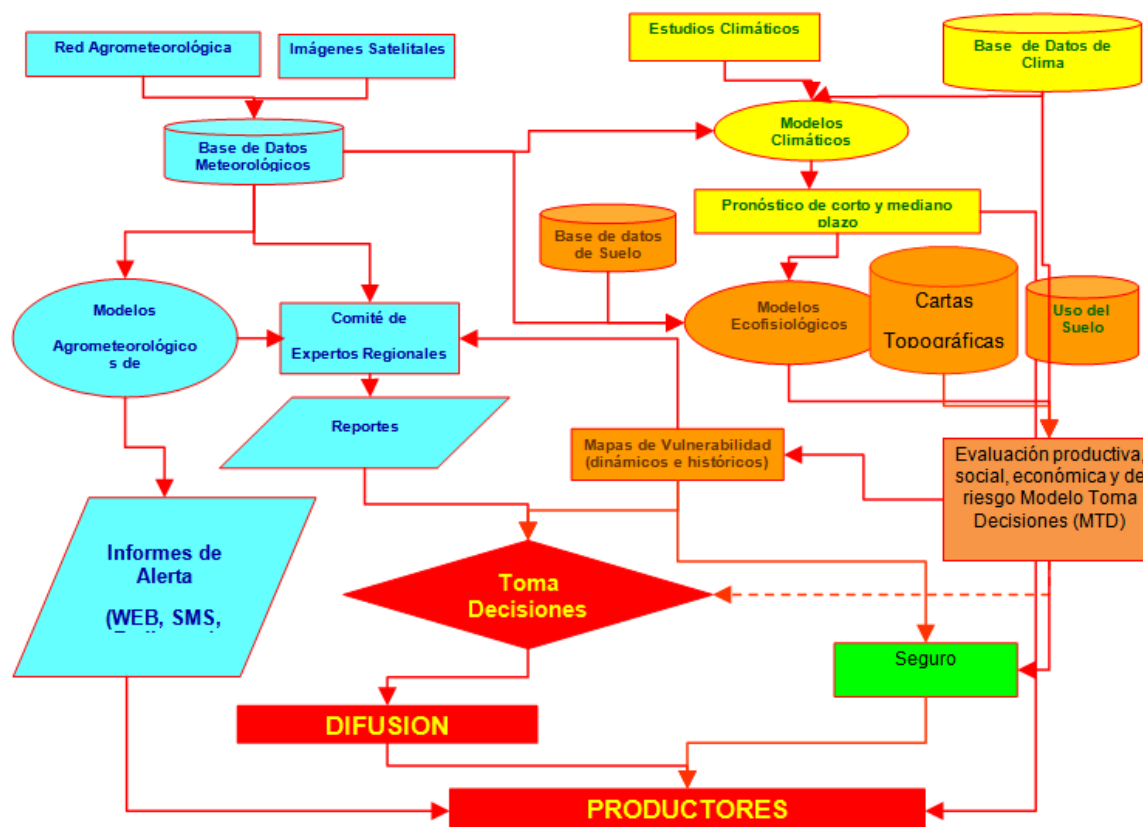 Red Agrometeorológica
Imágenes Satelitales
Estudios Climáticos
Base de Datos de
Clima
Base de Datos
Meteorológicos
Modelos
Climáticos
Pronóstico de corto y mediano
plazo
Base de datos
de Suelo
Modelos
Agrometeorológico
s de
Comité de
Expertos Regionales
Modelos
Ecofisiológicos
Cartas
Topográficas
Uso del
Suelo
Reportes
Mapas de Vulnerabilidad
(dinámicos e históricos)
Evaluación productiva,
social, económica y de
riesgo Modelo Toma
Decisiones (MTD)
Informes de
Alerta
(WEB, SMS,
Toma
Decisiones
Seguro
DIFUSION
PRODUCTORES